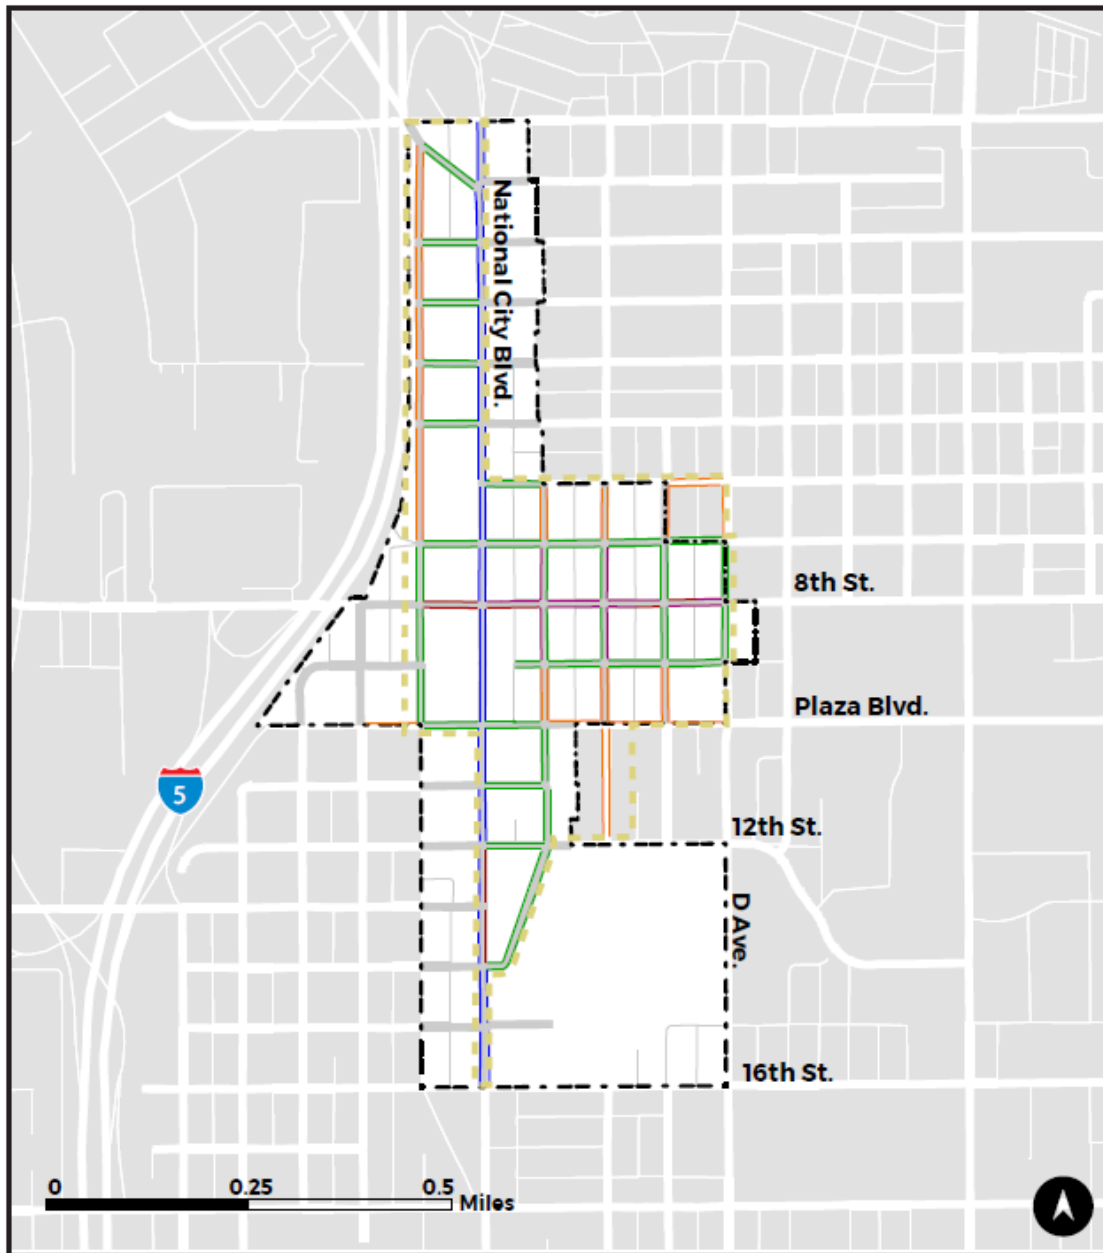 National City Blvd.
8th St.
Plaza Blvd.
5
12th St.
D Ave.
16th St.
0 0.25 0.5
Miles